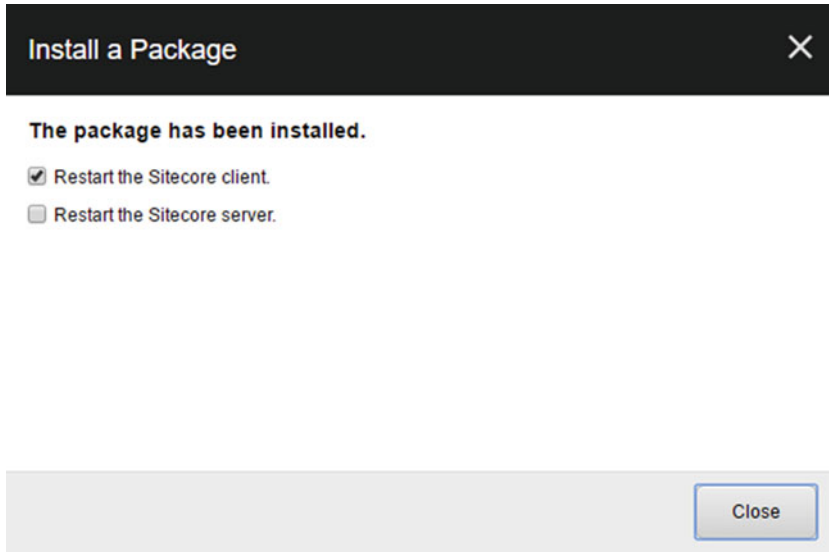 Install a Package
The package has been installed.
Restart the Sitecore client.
Restart the Sitecore server.
Close